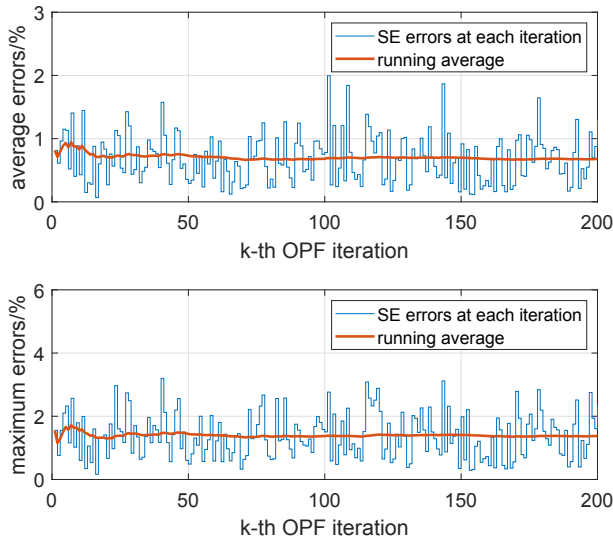 3
2
1
0
average errors/%
SE errors at each iteration
running average
0 50 100 150 200
k-th OPF iteration
6
4
2
0
maximum errors/%
SE errors at each iteration
running average
0 50 100 150 200
k-th OPF iteration